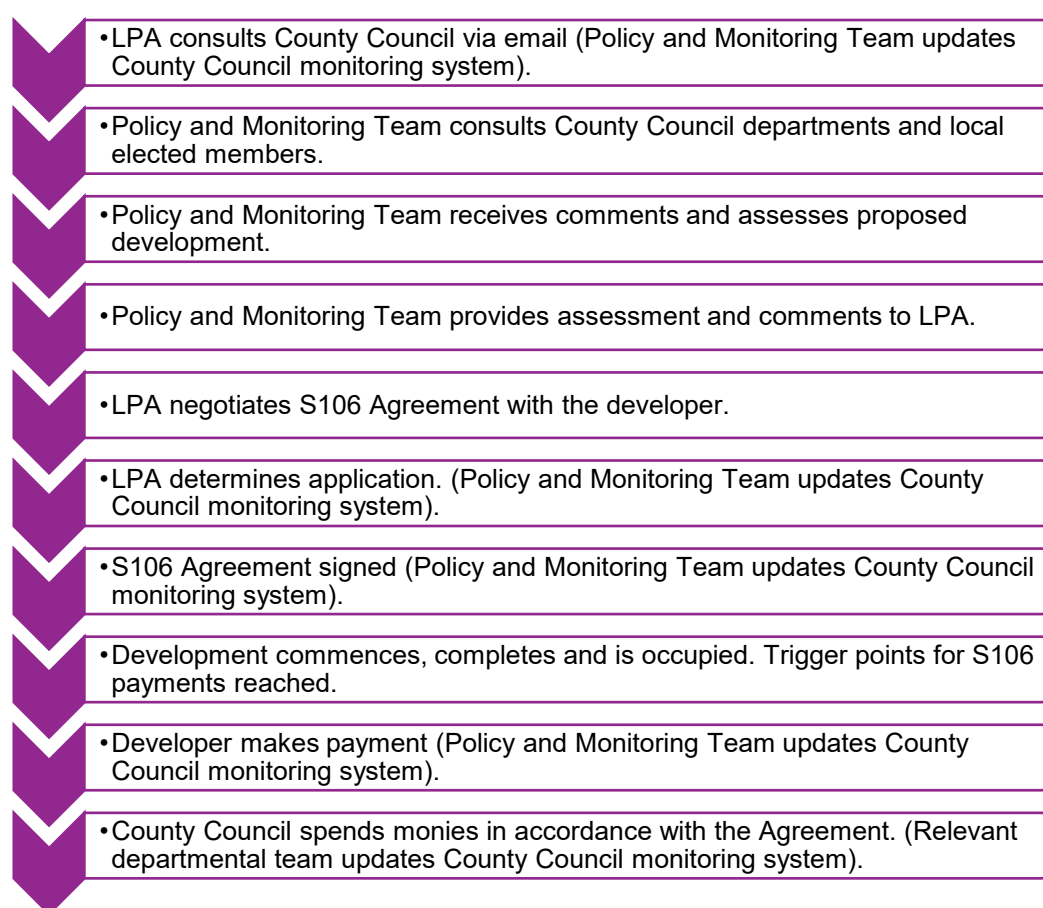 •LPA consults County Council via email (Policy and Monitoring Team updates
County Council monitoring system).
•Policy and Monitoring Team consults County Council departments and local
elected members.
•Policy and Monitoring Team receives comments and assesses proposed
development.
•Policy and Monitoring Team provides assessment and comments to LPA.
•LPA negotiates S106 Agreement with the developer.
•LPA determines application. (Policy and Monitoring Team updates County
Council monitoring system).
•S106 Agreement signed (Policy and Monitoring Team updates County Council
monitoring system).
•Development commences, completes and is occupied. Trigger points for S106
payments reached.
•Developer makes payment (Policy and Monitoring Team updates County
Council monitoring system).
•County Council spends monies in accordance with the Agreement. (Relevant
departmental team updates County Council monitoring system).